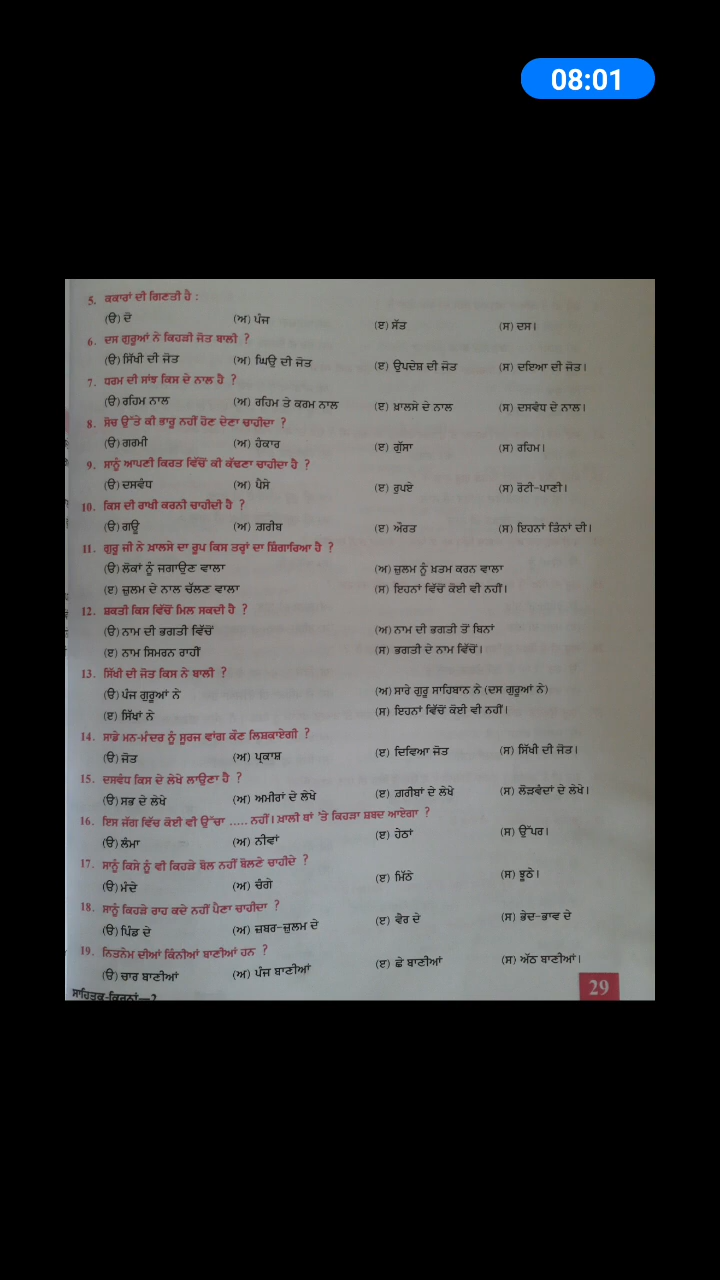 08:01
5. ਕਕਾਰਾਂ ਦੀ ਗਿਣਤੀ ਹੈ :
(ੳ) ਦੋ (ਅ) ਪੰਜ (ੲ) ਸੱਤ (ਸ) ਦਸ।
6. ਦਸ ਗੁਰੂਆਂ ਨੇ ਕਿਹੜੀ ਜੋਤ ਬਾਲੀ ?
(ੳ) ਸਿੱਖੀ ਦੀ ਜੋਤ (ਅ) ਘਿਉ ਦੀ ਜੋਤ (ੲ) ਉਪਦੇਸ਼ ਦੀ ਜੋਤ (ਸ) ਦਇਆ ਦੀ ਜੋਤ।
7. ਧਰਮ ਦੀ ਸਾਂਝ ਕਿਸ ਦੇ ਨਾਲ ਹੈ ?
(ੳ) ਰਹਿਮ ਨਾਲ (ਅ) ਰਹਿਮ ਤੇ ਕਰਮ ਨਾਲ (ੲ) ਖ਼ਾਲਸੇ ਦੇ ਨਾਲ (ਸ) ਦਸਵੰਧ ਦੇ ਨਾਲ।
8. ਸੋਚ ਉੱਤੇ ਕੀ ਭਾਰੂ ਨਹੀਂ ਹੋਣ ਦੇਣਾ ਚਾਹੀਦਾ ?
(ੳ) ਗਰਮੀ (ਅ) ਹੰਕਾਰ (ੲ) ਗੁੱਸਾ (ਸ) ਰਹਿਮ।
9. ਸਾਨੂੰ ਆਪਣੀ ਕਿਰਤ ਵਿੱਚੋਂ ਕੀ ਕੱਢਣਾ ਚਾਹੀਦਾ ਹੈ ?
(ੳ) ਦਸਵੰਧ (ਅ) ਪੈਸੇ (ੲ) ਰੁਪਏ (ਸ) ਰੋਟੀ-ਪਾਣੀ।
10. ਕਿਸ ਦੀ ਰਾਖੀ ਕਰਨੀ ਚਾਹੀਦੀ ਹੈ ?
(ੳ) ਗਊ (ਅ) ਗ਼ਰੀਬ (ੲ) ਔਰਤ (ਸ) ਇਹਨਾਂ ਤਿੰਨਾਂ ਦੀ।
11. ਗੁਰੂ ਜੀ ਨੇ ਖ਼ਾਲਸੇ ਦਾ ਰੂਪ ਕਿਸ ਤਰ੍ਹਾਂ ਦਾ ਸ਼ਿੰਗਾਰਿਆ ਹੈ ?
(ੳ) ਲੋਕਾਂ ਨੂੰ ਜਗਾਉਣ ਵਾਲਾ (ਅ) ਜ਼ੁਲਮ ਨੂੰ ਖ਼ਤਮ ਕਰਨ ਵਾਲਾ
(ੲ) ਜ਼ੁਲਮ ਦੇ ਨਾਲ ਚੱਲਣ ਵਾਲਾ (ਸ) ਇਹਨਾਂ ਵਿੱਚੋਂ ਕੋਈ ਵੀ ਨਹੀਂ।
12. ਸ਼ਕਤੀ ਕਿਸ ਵਿੱਚੋਂ ਮਿਲ ਸਕਦੀ ਹੈ ?
(ੳ) ਨਾਮ ਦੀ ਭਗਤੀ ਵਿੱਚੋਂ (ਅ) ਨਾਮ ਦੀ ਭਗਤੀ ਤੋਂ ਬਿਨਾਂ
(ੲ) ਨਾਮ ਸਿਮਰਨ ਰਾਹੀਂ (ਸ) ਭਗਤੀ ਦੇ ਨਾਮ ਵਿੱਚੋਂ।
13. ਸਿੱਖੀ ਦੀ ਜੋਤ ਕਿਸ ਨੇ ਬਾਲੀ ?
(ੳ) ਪੰਜ ਗੁਰੂਆਂ ਨੇ (ਅ) ਸਾਰੇ ਗੁਰੂ ਸਾਹਿਬਾਨ ਨੇ (ਦਸ ਗੁਰੂਆਂ ਨੇ)
(ੲ) ਸਿੱਖਾਂ ਨੇ (ਸ) ਇਹਨਾਂ ਵਿੱਚੋਂ ਕੋਈ ਵੀ ਨਹੀਂ।
14. ਸਾਡੇ ਮਨ-ਮੰਦਰ ਨੂੰ ਸੂਰਜ ਵਾਂਗ ਕੌਣ ਲਿਸ਼ਕਾਏਗੀ ?
(ੳ) ਜੋਤ (ਅ) ਪ੍ਰਕਾਸ਼ (ੲ) ਦਿਵਿਆ ਜੋਤ (ਸ) ਸਿੱਖੀ ਦੀ ਜੋਤ।
15. ਦਸਵੰਧ ਕਿਸ ਦੇ ਲੇਖੇ ਲਾਉਣਾ ਹੈ ?
(ੳ) ਸਭ ਦੇ ਲੇਖੇ (ਅ) ਅਮੀਰਾਂ ਦੇ ਲੇਖੇ (ੲ) ਗ਼ਰੀਬਾਂ ਦੇ ਲੇਖੇ (ਸ) ਲੋੜਵੰਦਾਂ ਦੇ ਲੇਖੇ।
16. ਇਸ ਜੱਗ ਵਿੱਚ ਕੋਈ ਵੀ ਉੱਚਾ ..... ਨਹੀਂ। ਖ਼ਾਲੀ ਥਾਂ 'ਤੇ ਕਿਹੜਾ ਸ਼ਬਦ ਆਏਗਾ ?
(ੳ) ਲੰਮਾ (ਅ) ਨੀਵਾਂ (ੲ) ਹੇਠਾਂ (ਸ) ਉੱਪਰ।
17. ਸਾਨੂੰ ਕਿਸੇ ਨੂੰ ਵੀ ਕਿਹੜੇ ਬੋਲ ਨਹੀਂ ਬੋਲਣੇ ਚਾਹੀਦੇ ?
(ੳ) ਮੰਦੇ (ਅ) ਚੰਗੇ (ੲ) ਮਿੱਠੇ (ਸ) ਝੂਠੇ।
18. ਸਾਨੂੰ ਕਿਹੜੇ ਰਾਹ ਕਦੇ ਨਹੀਂ ਪੈਣਾ ਚਾਹੀਦਾ ?
(ੳ) ਪਿੰਡ ਦੇ (ਅ) ਜ਼ਬਰ-ਜ਼ੁਲਮ ਦੇ (ੲ) ਵੈਰ ਦੇ (ਸ) ਭੇਦ-ਭਾਵ ਦੇ
19. ਨਿਤਨੇਮ ਦੀਆਂ ਕਿੰਨੀਆਂ ਬਾਣੀਆਂ ਹਨ ?
(ੳ) ਚਾਰ ਬਾਣੀਆਂ (ਅ) ਪੰਜ ਬਾਣੀਆਂ (ੲ) ਛੇ ਬਾਣੀਆਂ (ਸ) ਅੱਠ ਬਾਣੀਆਂ।
ਸਾਹਿਤਕ-ਕਿਰਨਾਂ—2 29